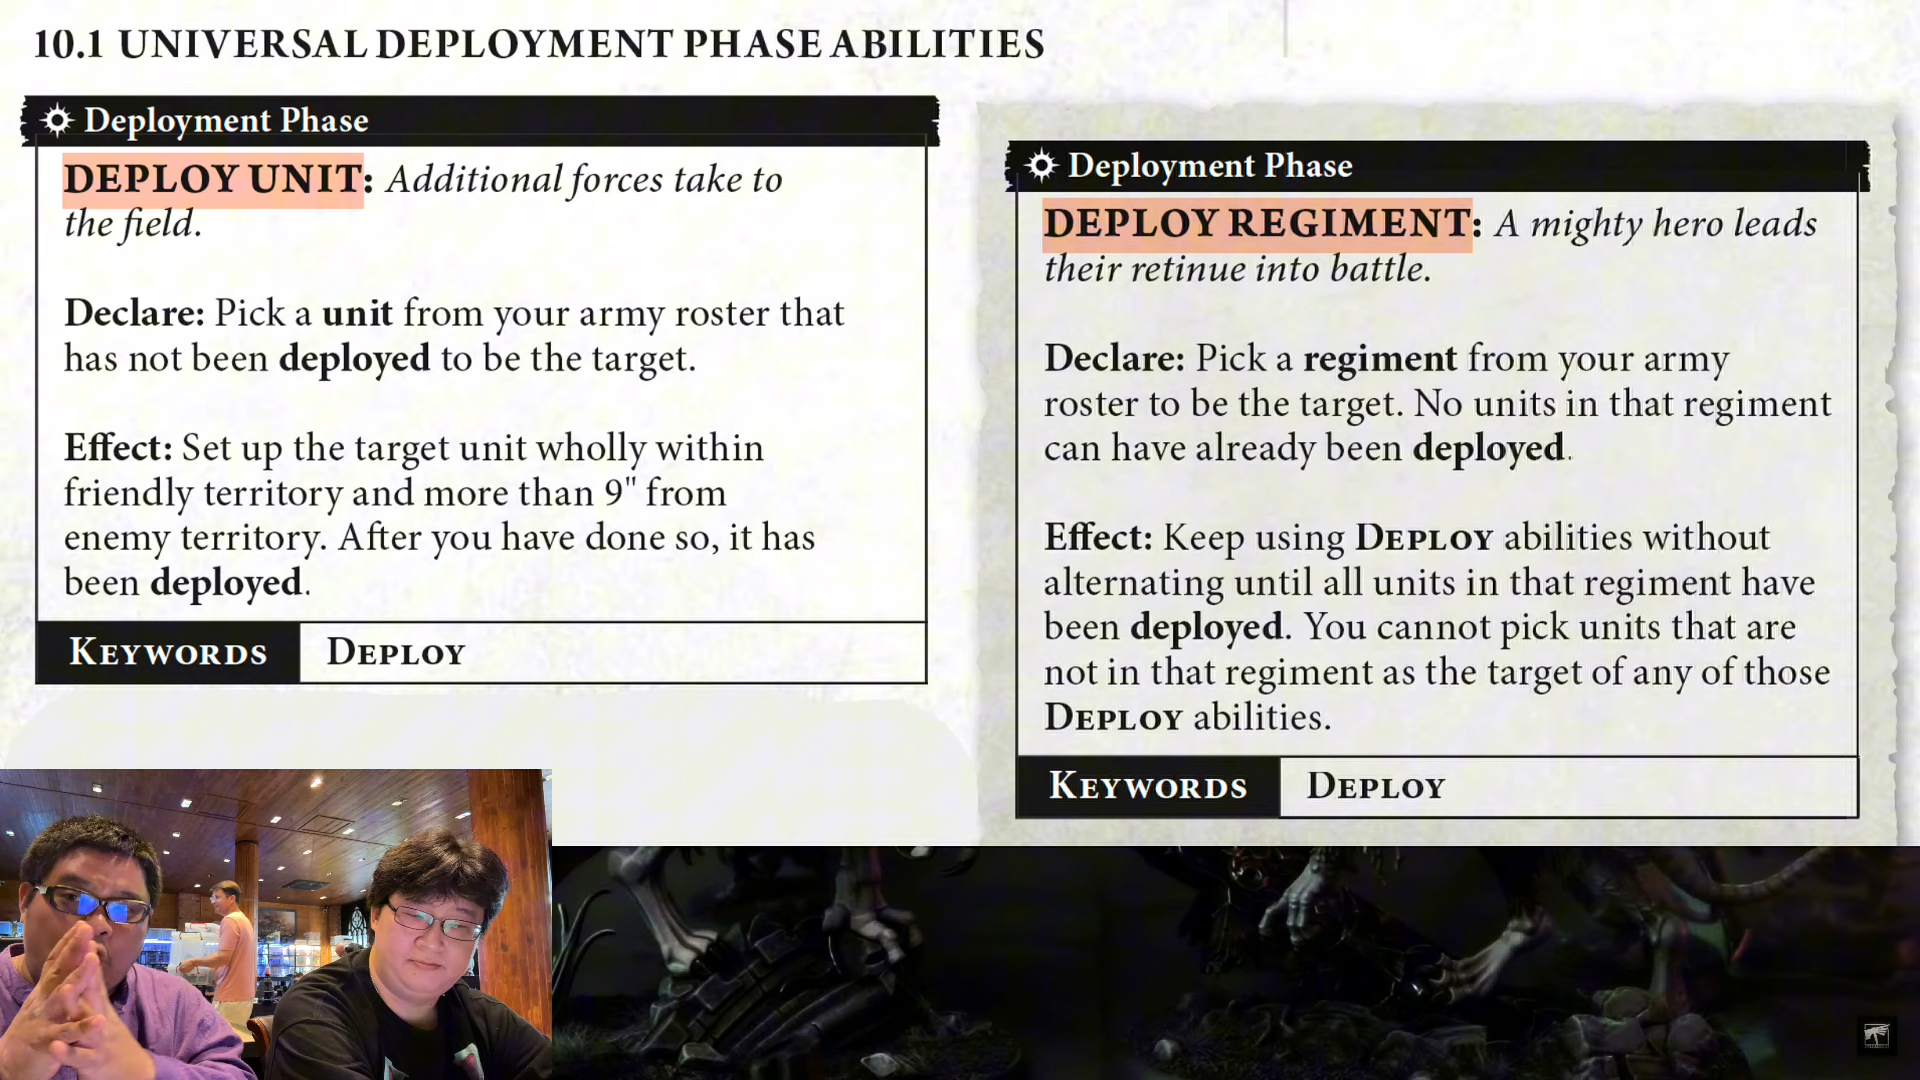 10.1 UNIVERSAL DEPLOYMENT PHASE ABILITIES
Deployment Phase
DEPLOY UNIT: Additional forces take to
the field.
Declare: Pick a unit from your army roster that
has not been deployed to be the target.
Effect: Set up the target unit wholly within
friendly territory and more than 9" from
enemy territory. After you have done so, it has
been deployed.
KEYWORDS DEPLOY
Deployment Phase
DEPLOY REGIMENT: A mighty hero leads
their retinue into battle.
Declare: Pick a regiment from your army
roster to be the target. No units in that regiment
can have already been deployed.
Effect: Keep using DEPLOY abilities without
alternating until all units in that regiment have
been deployed. You cannot pick units that are
not in that regiment as the target of any of those
DEPLOY abilities.
KEYWORDS DEPLOY